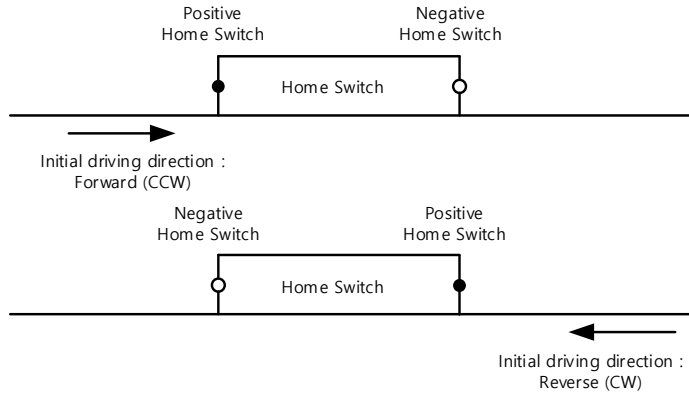 Positive
Home Switch
Negative
Home Switch
Home Switch
Initial driving direction :
Forward (CCW)
Negative
Home Switch
Positive
Home Switch
Home Switch
Initial driving direction :
Reverse (CW)